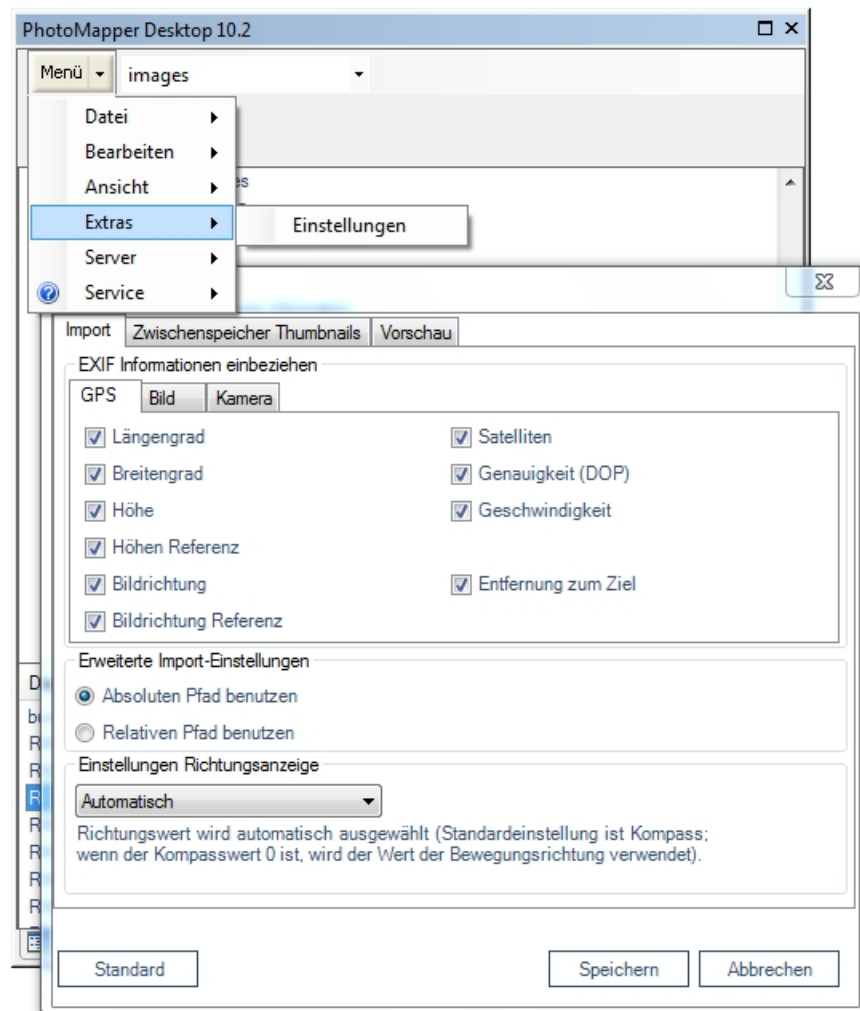 PhotoMapper Desktop 10.2
Menü images
Datei
Bearbeiten
Ansicht
Extras
Einstellungen
Server
Service
Import Zwischenspeicher Thumbnails Vorschau
EXIF Informationen einbeziehen
GPS Bild Kamera
Längengrad Satelliten
Breitengrad Genauigkeit (DOP)
Höhe Geschwindigkeit
Höhen Referenz
Bildrichtung Entfernung zum Ziel
Bildrichtung Referenz
Erweiterte Import-Einstellungen
Absoluten Pfad benutzen
Relativen Pfad benutzen
Einstellungen Richtungsanzeige
Automatisch
Richtungswert wird automatisch ausgewählt (Standardeinstellung ist Kompass;
wenn der Kompasswert 0 ist, wird der Wert der Bewegungsrichtung verwendet).
Standard Speichern Abbrechen